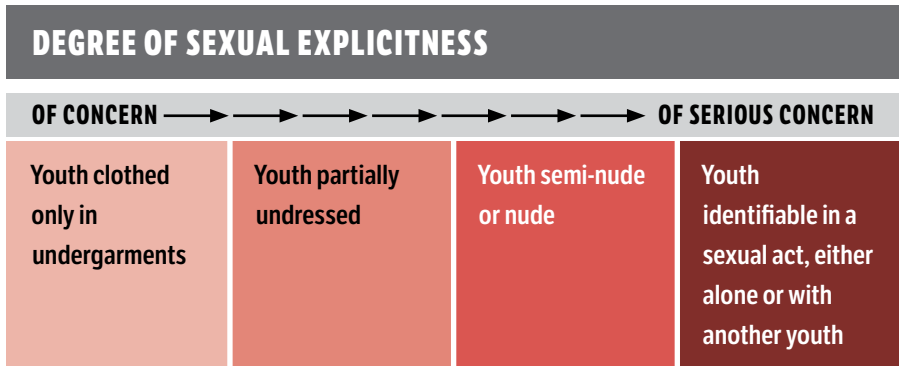 DEGREE OF SEXUAL EXPLICITNESS
OF CONCERN OF SERIOUS CONCERN
Youth clothed
only in
undergarments
Youth partially
undressed
Youth semi-nude
or nude
Youth
identifiable in a
sexual act, either
alone or with
another youth